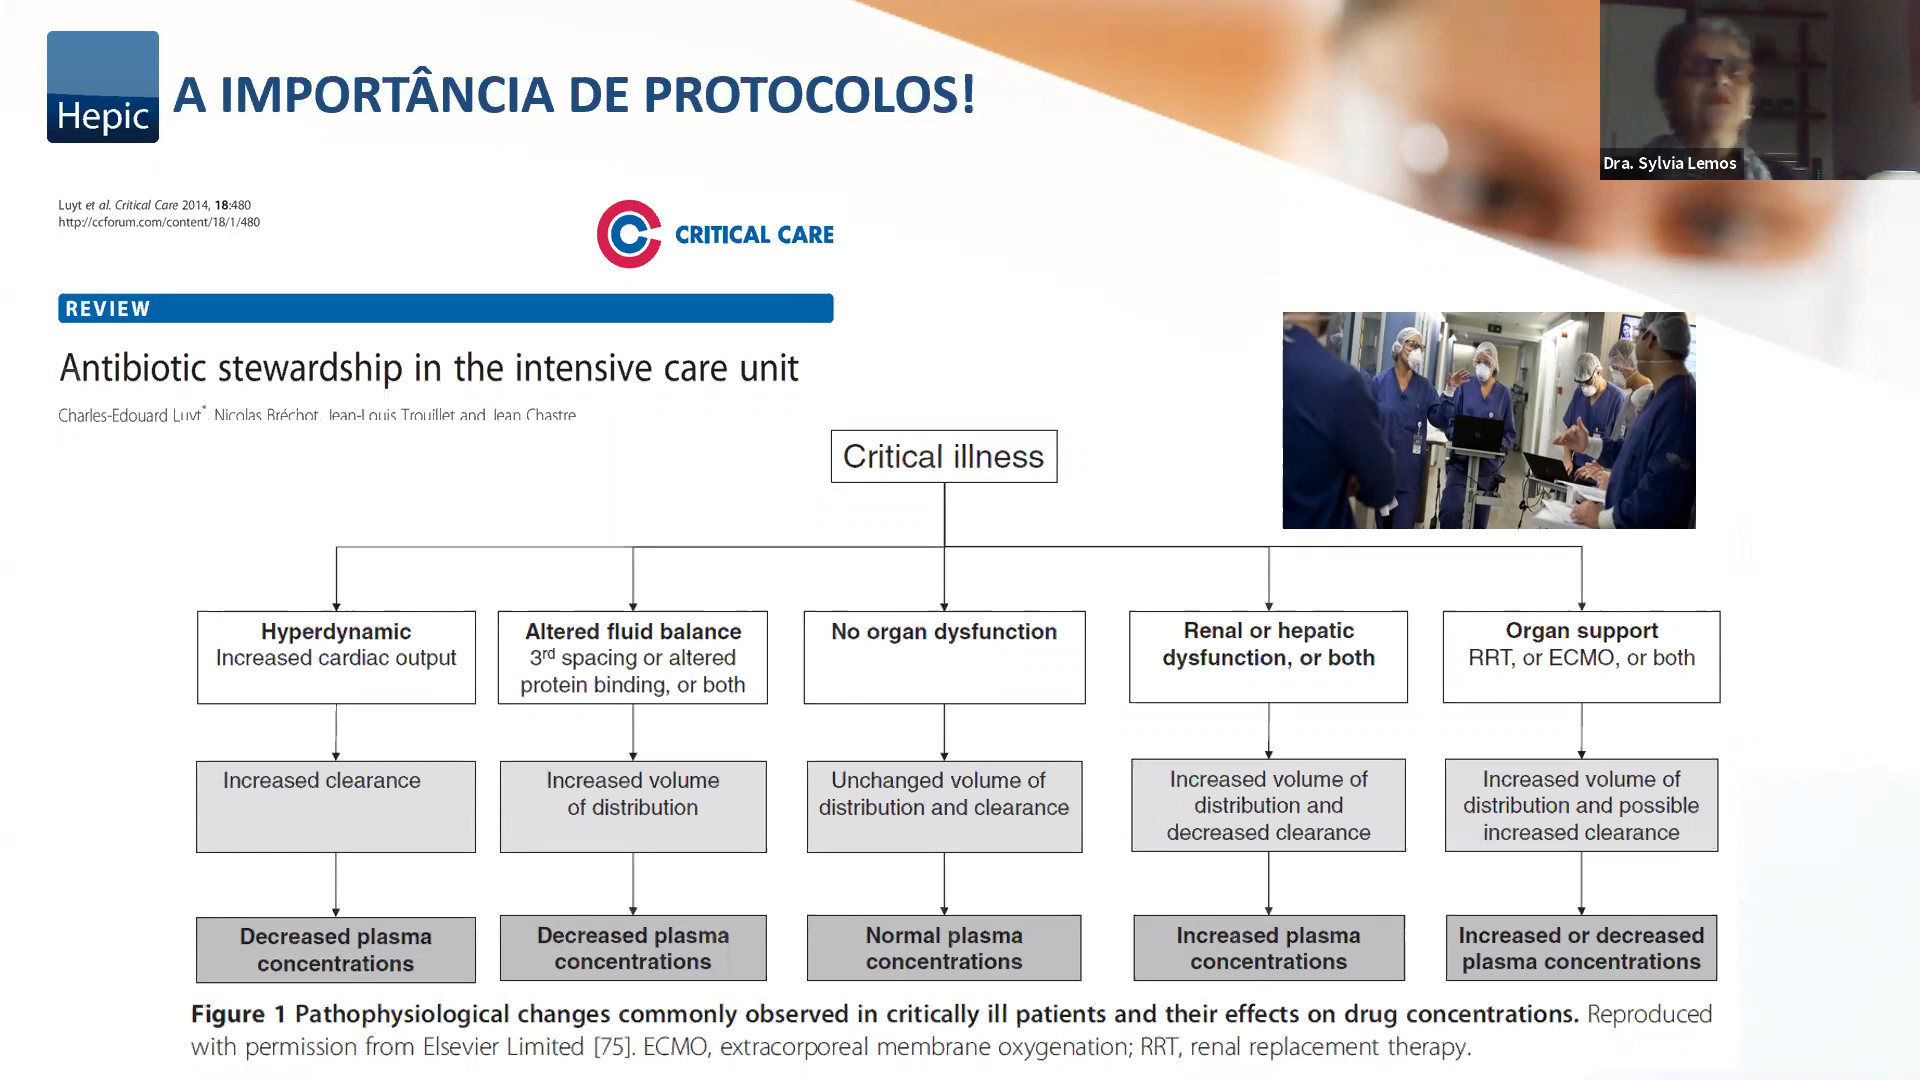 Hepic
A IMPORTÂNCIA DE PROTOCOLOS!
Dra. Sylvia Lemos
Luyt et al. Critical Care 2014, 18:480
http://ccforum.com/content/18/1/480
CRITICAL CARE
REVIEW
Antibiotic stewardship in the intensive care unit
Charles-Edouard Luyt*, Nicolas Bréchot, Jean-Louis Trouillet and Jean Chastre
Critical illness
Hyperdynamic
Increased cardiac output
Altered fluid balance
3rd spacing or altered
protein binding, or both
No organ dysfunction
Renal or hepatic
dysfunction, or both
Organ support
RRT, or ECMO, or both
Increased clearance
Increased volume
of distribution
Unchanged volume of
distribution and clearance
Increased volume of
distribution and
decreased clearance
Increased volume of
distribution and possible
increased clearance
Decreased plasma
concentrations
Decreased plasma
concentrations
Normal plasma
concentrations
Increased plasma
concentrations
Increased or decreased
plasma concentrations
Figure 1 Pathophysiological changes commonly observed in critically ill patients and their effects on drug concentrations. Reproduced
with permission from Elsevier Limited [75]. ECMO, extracorporeal membrane oxygenation; RRT, renal replacement therapy.